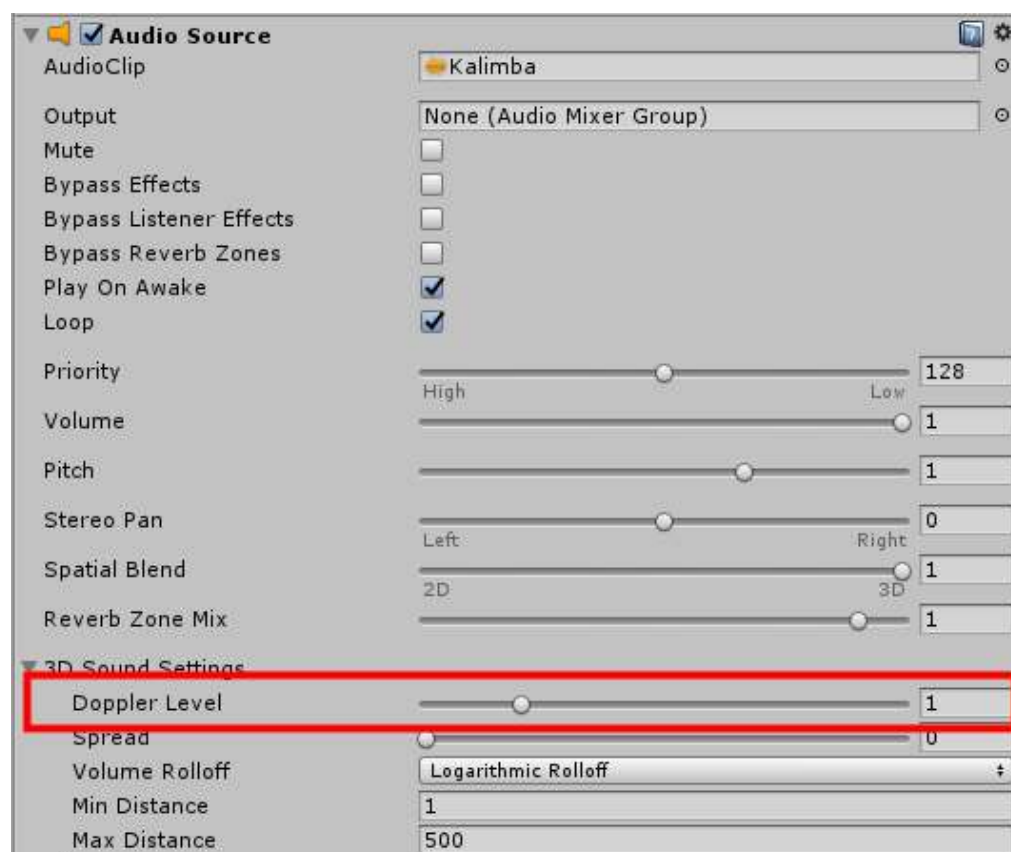 Audio Source
AudioClip Kalimba
Output None (Audio Mixer Group)
Mute
Bypass Effects
Bypass Listener Effects
Bypass Reverb Zones
Play On Awake
Loop
Priority 128
High Low
Volume 1
Pitch 1
Stereo Pan 0
Left Right
Spatial Blend 1
2D 3D
Reverb Zone Mix 1
3D Sound Settings
Doppler Level 1
Spread 0
Volume Rolloff Logarithmic Rolloff
Min Distance 1
Max Distance 500